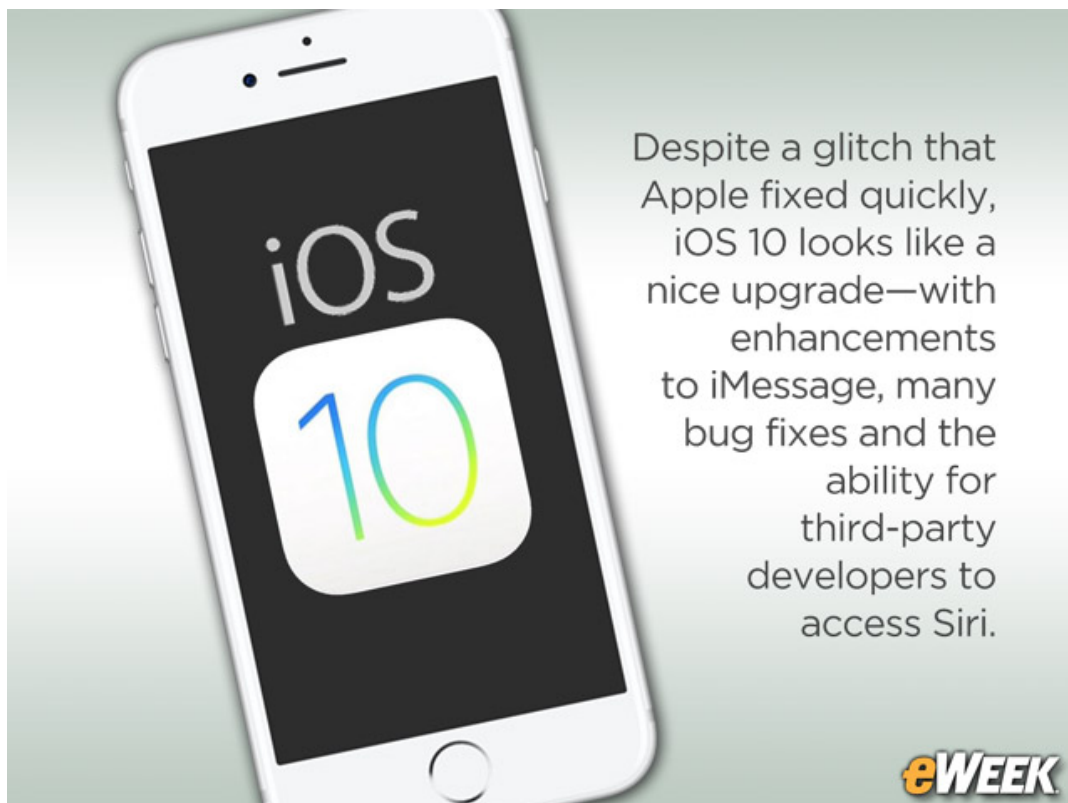 iOS
10
Despite a glitch that
Apple fixed quickly,
iOS 10 looks like a
nice upgrade—with
enhancements
to iMessage, many
bug fixes and the
ability for
third-party
developers to
access Siri.
eWEEK